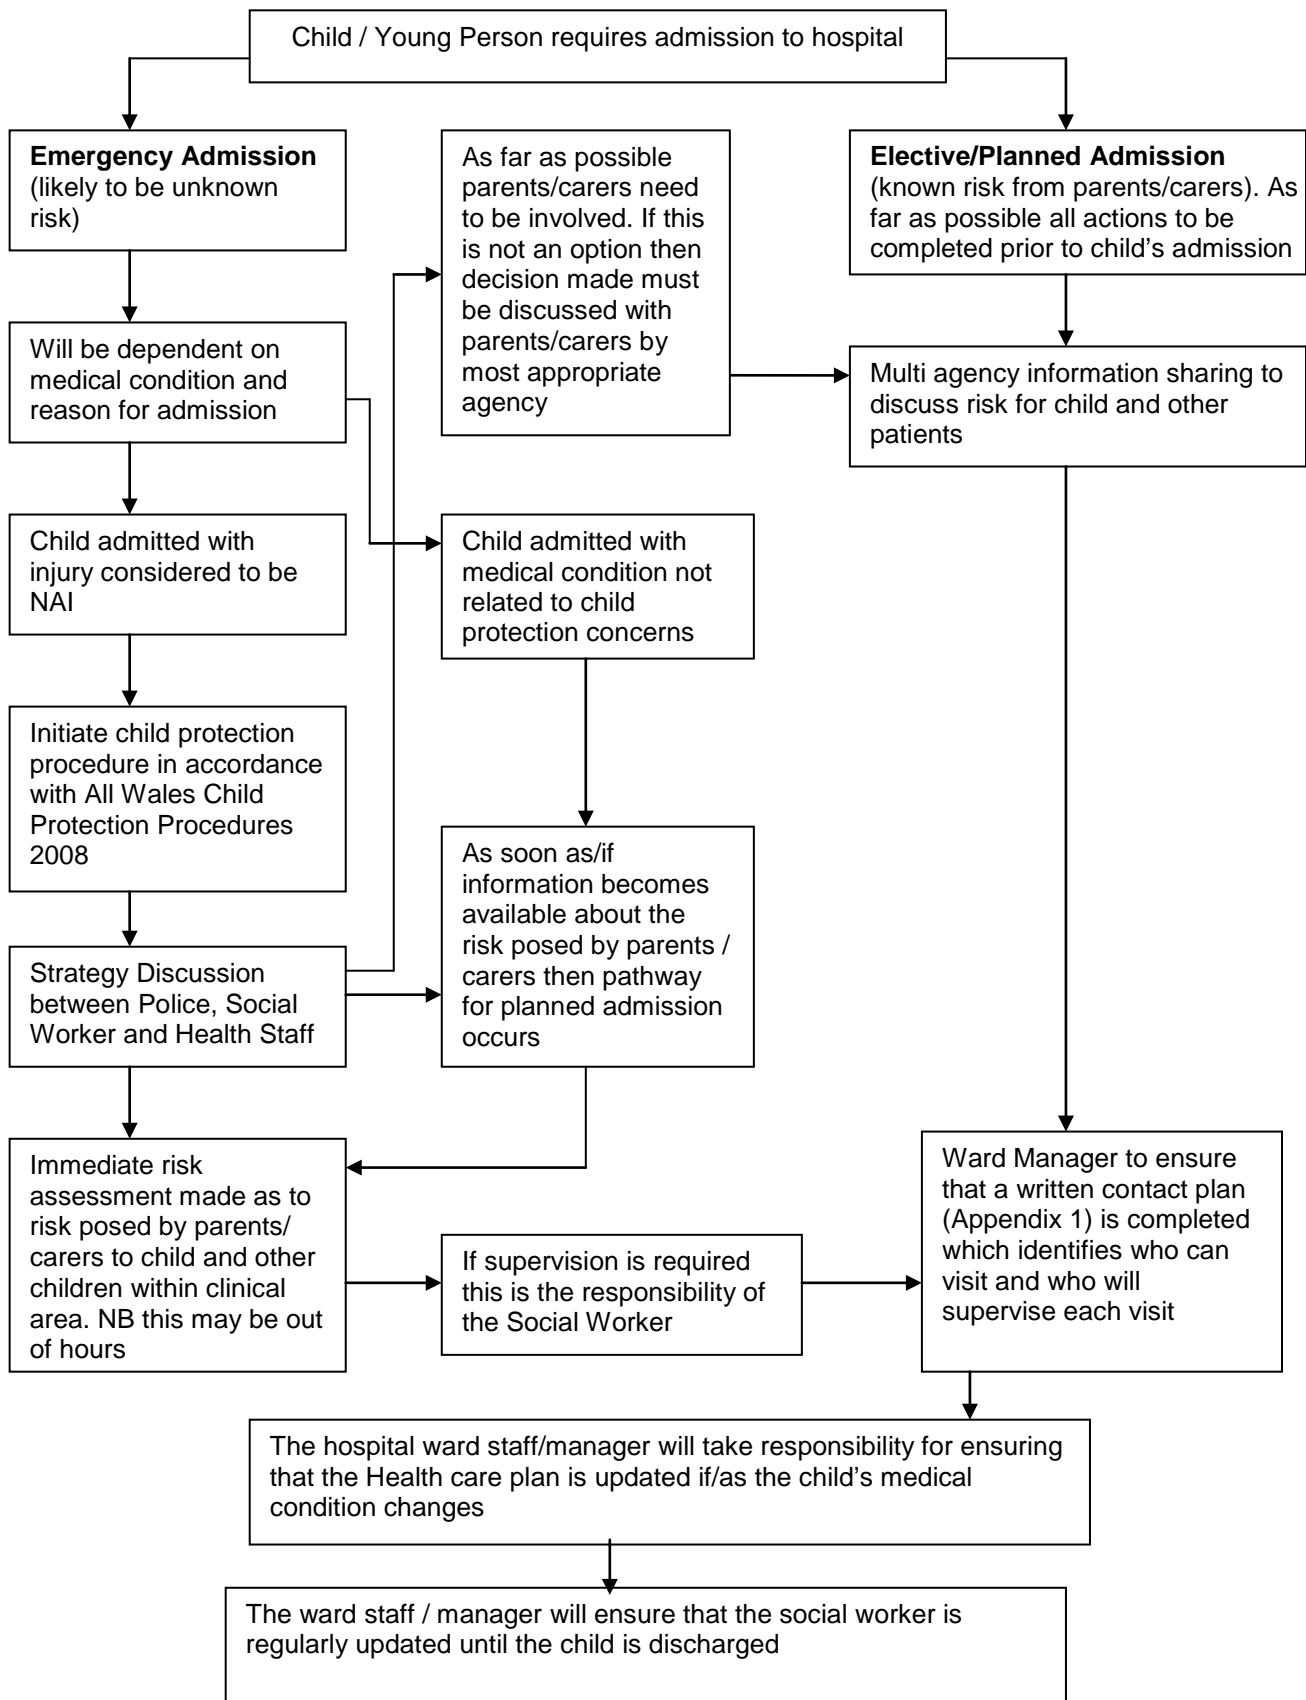 Child / Young Person requires admission to hospital
Emergency Admission
(likely to be unknown
risk)
As far as possible
parents/carers need
to be involved. If this
is not an option then
decision made must
be discussed with
parents/carers by
most appropriate
agency
Elective/Planned Admission
(known risk from parents/carers). As
far as possible all actions to be
completed prior to child’s admission
Will be dependent on
medical condition and
reason for admission
Multi agency information sharing to
discuss risk for child and other
patients
Child admitted with
injury considered to be
NAI
Child admitted with
medical condition not
related to child
protection concerns
Initiate child protection
procedure in accordance
with All Wales Child
Protection Procedures
2008
As soon as/if
information becomes
available about the
risk posed by parents /
carers then pathway
for planned admission
occurs
Strategy Discussion
between Police, Social
Worker and Health Staff
Immediate risk
assessment made as to
risk posed by parents/
carers to child and other
children within clinical
area. NB this may be out
of hours
If supervision is required
this is the responsibility of
the Social Worker
Ward Manager to ensure
that a written contact plan
(Appendix 1) is completed
which identifies who can
visit and who will
supervise each visit
The hospital ward staff/manager will take responsibility for ensuring
that the Health care plan is updated if/as the child’s medical
condition changes
The ward staff / manager will ensure that the social worker is
regularly updated until the child is discharged